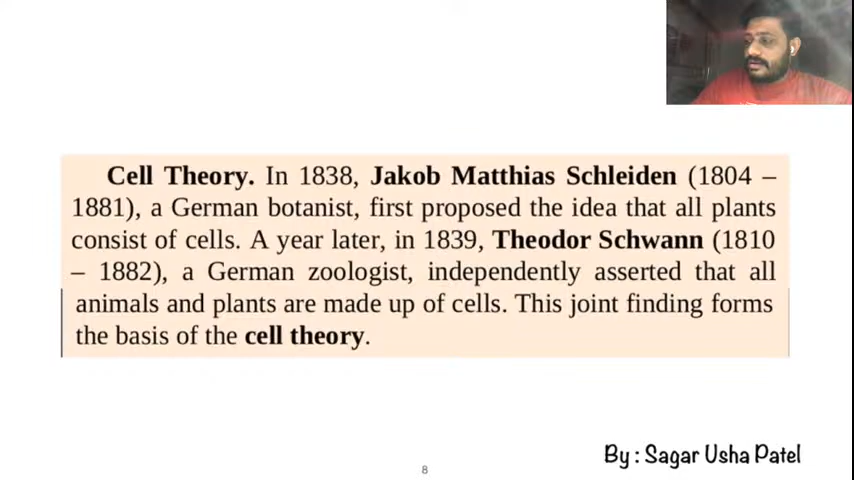 Cell Theory. In 1838, Jakob Matthias Schleiden (1804 –
1881), a German botanist, first proposed the idea that all plants
consist of cells. A year later, in 1839, Theodor Schwann (1810
– 1882), a German zoologist, independently asserted that all
animals and plants are made up of cells. This joint finding forms
the basis of the cell theory.
By : Sagar Usha Patel
8